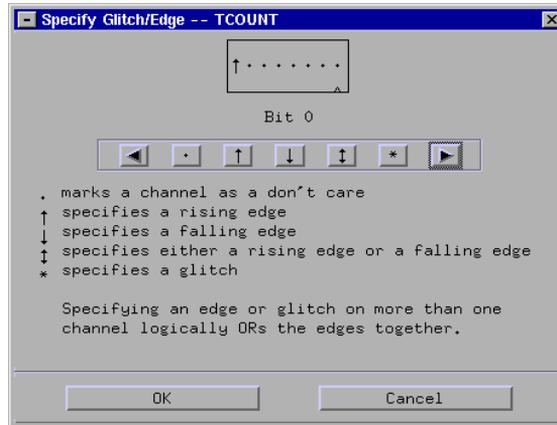 Specify Glitch/Edge -- TCOUNT
↑.......
Bit 0
. ↑ ↓ ↕ *
. marks a channel as a don't care
↑ specifies a rising edge
↓ specifies a falling edge
↕ specifies either a rising edge or a falling edge
* specifies a glitch
Specifying an edge or glitch on more than one
channel logically ORs the edges together.
OK Cancel